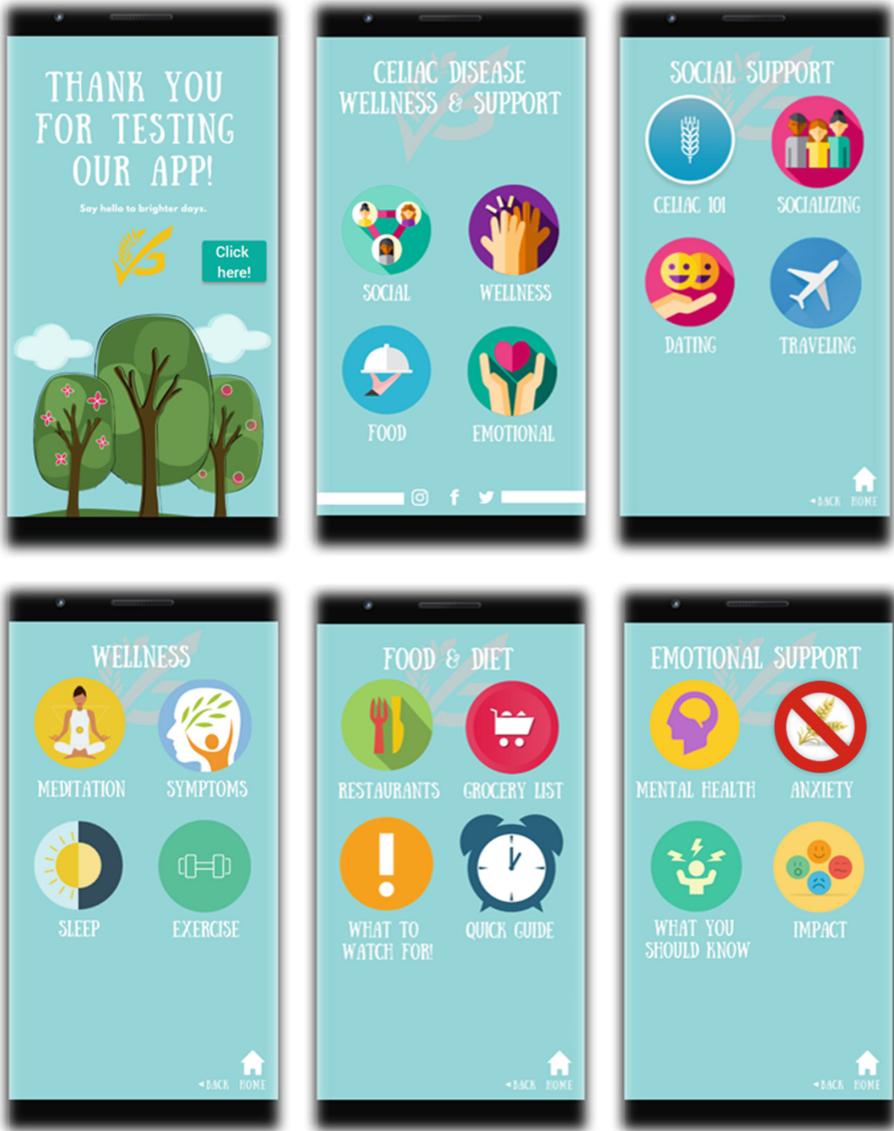 THANK YOU
FOR TESTING
OUR APP!
Say hello to brighter days.
VG
Click
here!
CELIAC DISEASE
WELLNESS & SUPPORT
SOCIAL
WELLNESS
FOOD
EMOTIONAL
SOCIAL SUPPORT
CELIAC 101
SOCIALIZING
DATING
TRAVELING
◄BACK HOME
WELLNESS
MEDITATION
SYMPTOMS
SLEEP
EXERCISE
◄BACK HOME
FOOD & DIET
RESTAURANTS
GROCERY LIST
WHAT TO
WATCH FOR!
QUICK GUIDE
◄BACK HOME
EMOTIONAL SUPPORT
MENTAL HEALTH
ANXIETY
WHAT YOU
SHOULD KNOW
IMPACT
◄BACK HOME